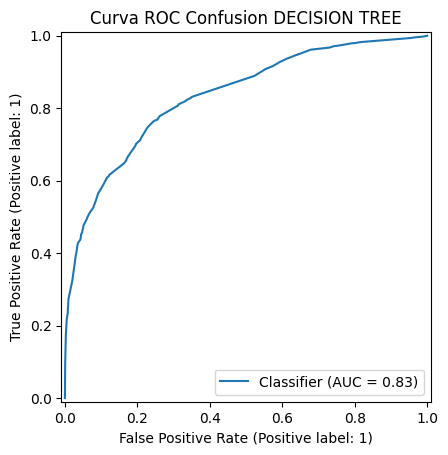 Curva ROC Confusion DECISION TREE
True Positive Rate (Positive label: 1)
1.0
0.8
0.6
0.4
0.2
0.0
Classifier (AUC = 0.83)
0.0 0.2 0.4 0.6 0.8 1.0
False Positive Rate (Positive label: 1)